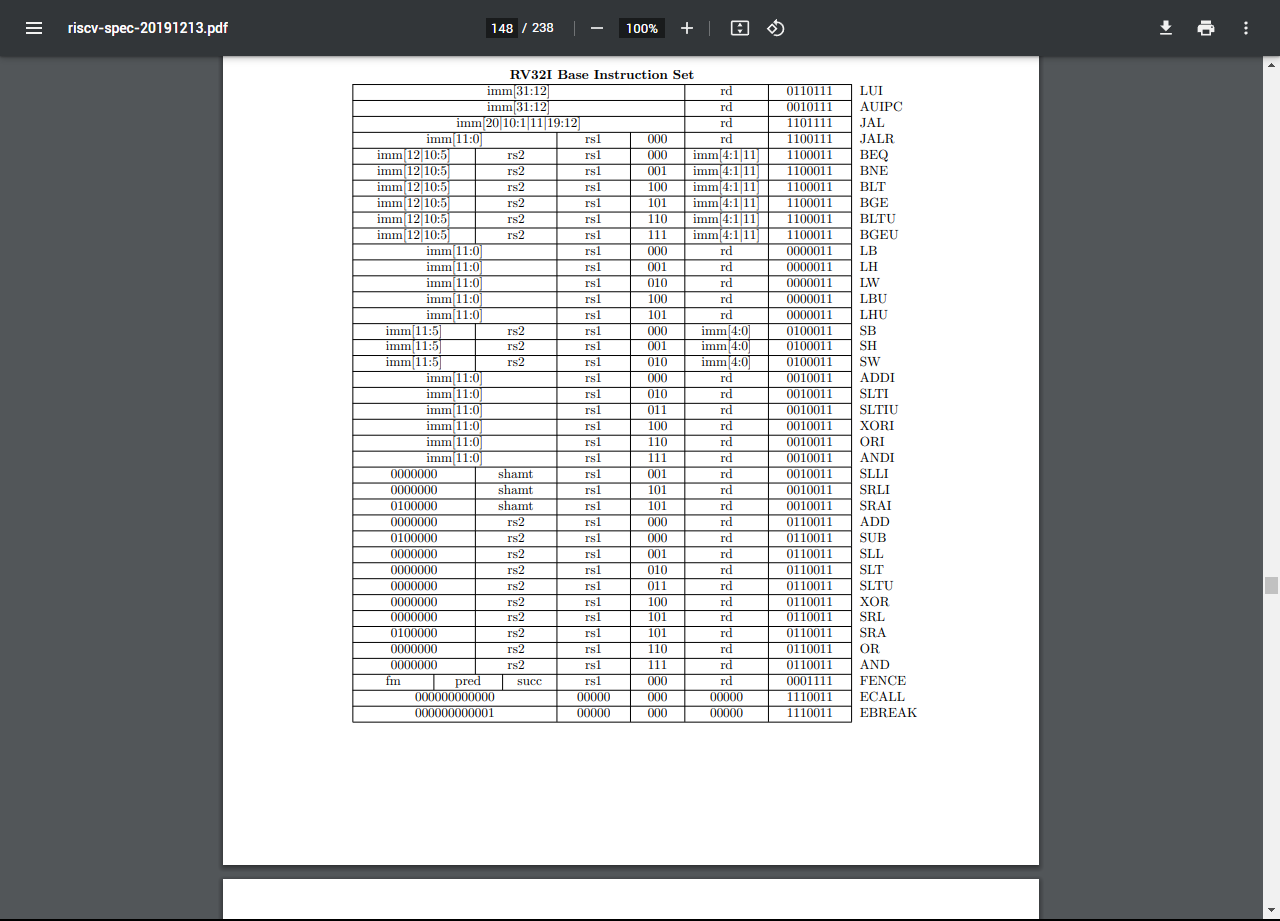 riscv-spec-20191213.pdf 148 / 238 100%
RV32I Base Instruction Set
imm[31:12] rd 0110111 LUI
imm[31:12] rd 0010111 AUIPC
imm[20|10:1|11|19:12] rd 1101111 JAL
imm[11:0] rs1 000 rd 1100111 JALR
imm[12|10:5] rs2 rs1 000 imm[4:1|11] 1100011 BEQ
imm[12|10:5] rs2 rs1 001 imm[4:1|11] 1100011 BNE
imm[12|10:5] rs2 rs1 100 imm[4:1|11] 1100011 BLT
imm[12|10:5] rs2 rs1 101 imm[4:1|11] 1100011 BGE
imm[12|10:5] rs2 rs1 110 imm[4:1|11] 1100011 BLTU
imm[12|10:5] rs2 rs1 111 imm[4:1|11] 1100011 BGEU
imm[11:0] rs1 000 rd 0000011 LB
imm[11:0] rs1 001 rd 0000011 LH
imm[11:0] rs1 010 rd 0000011 LW
imm[11:0] rs1 100 rd 0000011 LBU
imm[11:0] rs1 101 rd 0000011 LHU
imm[11:5] rs2 rs1 000 imm[4:0] 0100011 SB
imm[11:5] rs2 rs1 001 imm[4:0] 0100011 SH
imm[11:5] rs2 rs1 010 imm[4:0] 0100011 SW
imm[11:0] rs1 000 rd 0010011 ADDI
imm[11:0] rs1 010 rd 0010011 SLTI
imm[11:0] rs1 011 rd 0010011 SLTIU
imm[11:0] rs1 100 rd 0010011 XORI
imm[11:0] rs1 110 rd 0010011 ORI
imm[11:0] rs1 111 rd 0010011 ANDI
0000000 shamt rs1 001 rd 0010011 SLLI
0000000 shamt rs1 101 rd 0010011 SRLI
0100000 shamt rs1 101 rd 0010011 SRAI
0000000 rs2 rs1 000 rd 0110011 ADD
0100000 rs2 rs1 000 rd 0110011 SUB
0000000 rs2 rs1 001 rd 0110011 SLL
0000000 rs2 rs1 010 rd 0110011 SLT
0000000 rs2 rs1 011 rd 0110011 SLTU
0000000 rs2 rs1 100 rd 0110011 XOR
0000000 rs2 rs1 101 rd 0110011 SRL
0100000 rs2 rs1 101 rd 0110011 SRA
0000000 rs2 rs1 110 rd 0110011 OR
0000000 rs2 rs1 111 rd 0110011 AND
fm pred succ rs1 000 rd 0001111 FENCE
000000000000 00000 000 00000 1110011 ECALL
000000000001 00000 000 00000 1110011 EBREAK